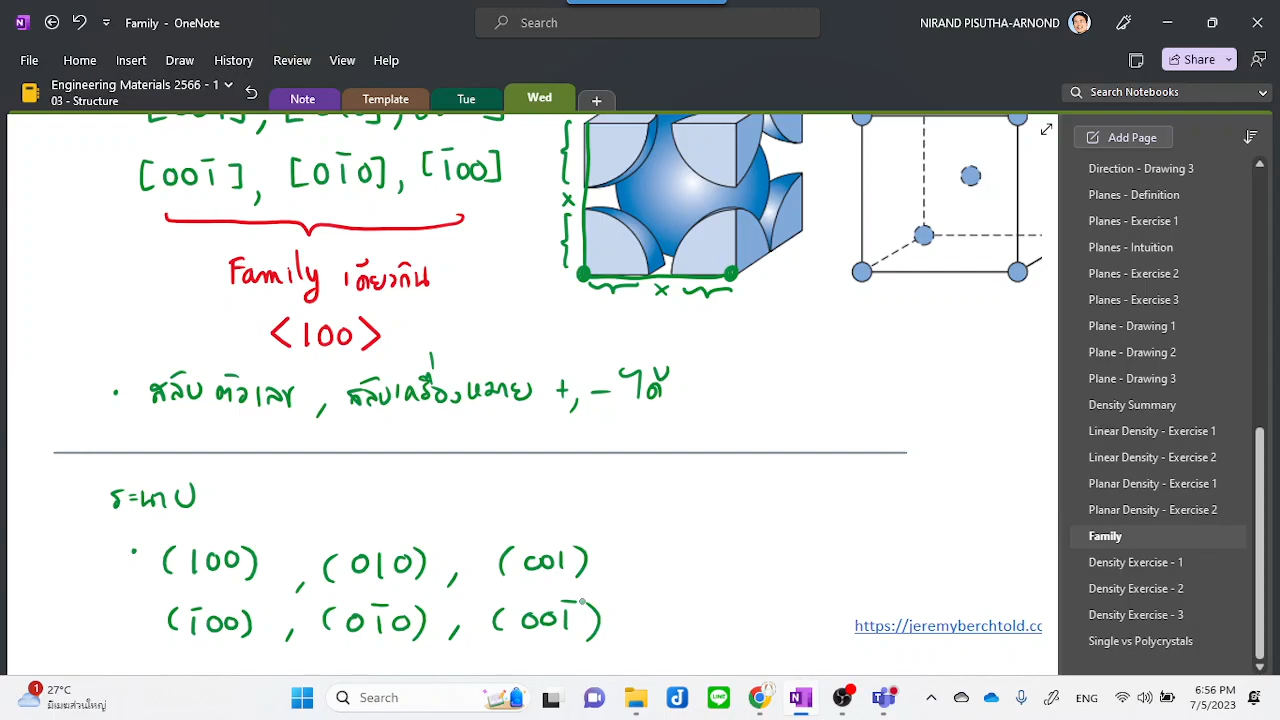 Family - OneNote
Search
NIRAND PISUTHA-ARNOND
File Home Insert Draw History Review View Help
Share
Engineering Materials 2566 - 1
03 - Structure
Note Template Tue Wed +
Search Notebooks
Add Page
[001̄], [01̄0], [1̄00]
Family เดียวกัน
<100>
• สลับ ตัวเลข, สลับเครื่องหมาย +, - ได้
ระนาบ
• (100), (010), (001)
(1̄00), (01̄0), (001̄)
x
x
https://jeremyberchtold.cc
Direction - Drawing 3
Planes - Definition
Planes - Exercise 1
Planes - Intuition
Planes - Exercise 2
Planes - Exercise 3
Plane - Drawing 1
Plane - Drawing 2
Plane - Drawing 3
Density Summary
Linear Density - Exercise 1
Linear Density - Exercise 2
Planar Density - Exercise 1
Planar Density - Exercise 2
Family
Density Exercise - 1
Density Exercise - 2
Density Exercise - 3
Single vs Polycrystals
1
27°C
มีเมฆเป็นส่วนใหญ่
Search
LINE
ENG
6:56 PM
7/5/2023